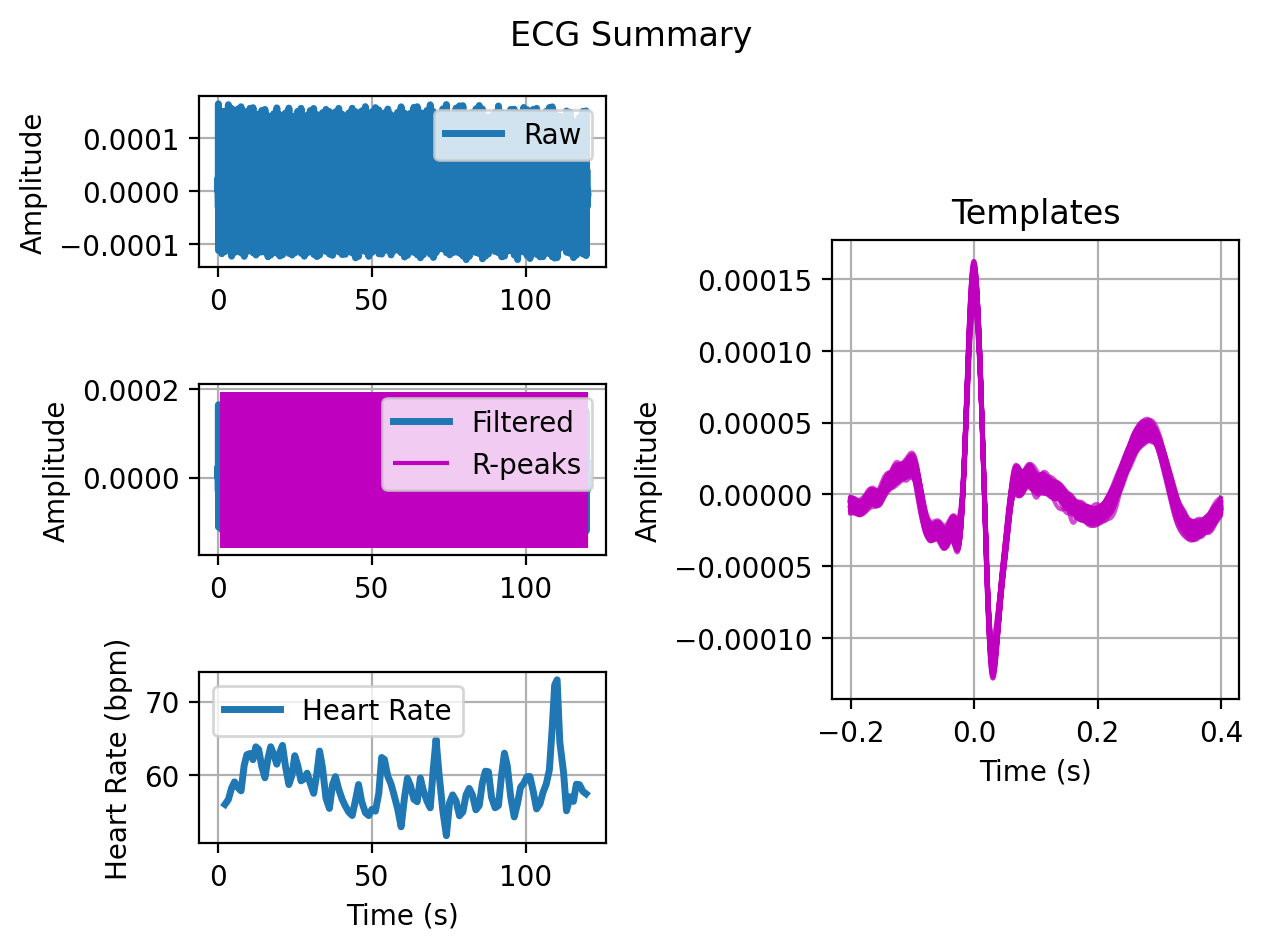 ECG Summary
Amplitude
0.0001
0.0000
−0.0001
Raw
0 50 100
Amplitude
0.0002
0.0000
Filtered
R-peaks
0 50 100
Heart Rate (bpm)
70
60
Heart Rate
0 50 100
Time (s)
Templates
Amplitude
0.00015
0.00010
0.00005
0.00000
−0.00005
−0.00010
−0.2 0.0 0.2 0.4
Time (s)